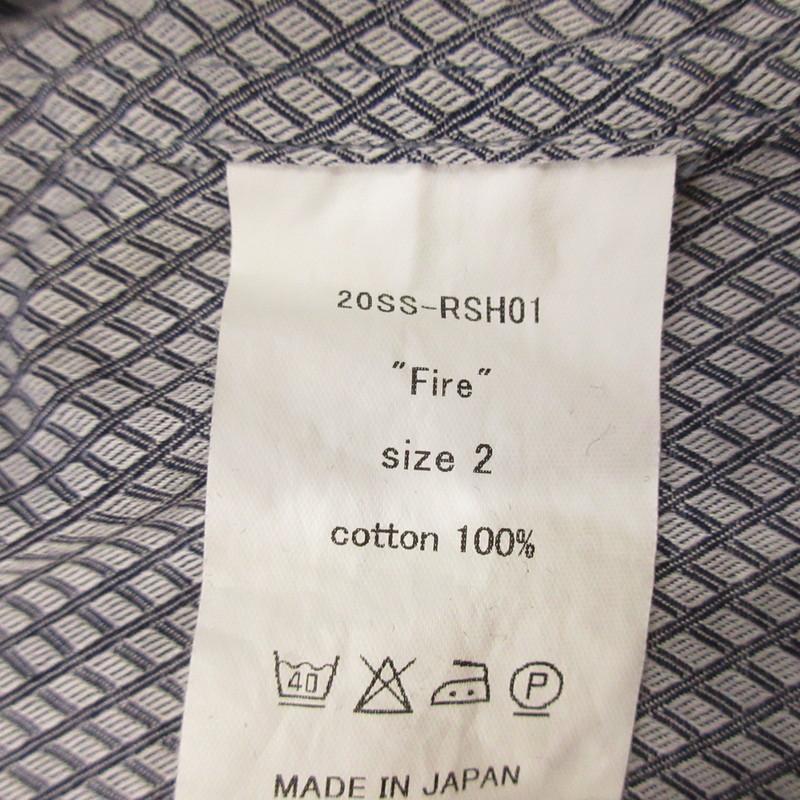 20SS-RSH01
"Fire"
size 2
cotton 100%
40 P
MADE IN JAPAN